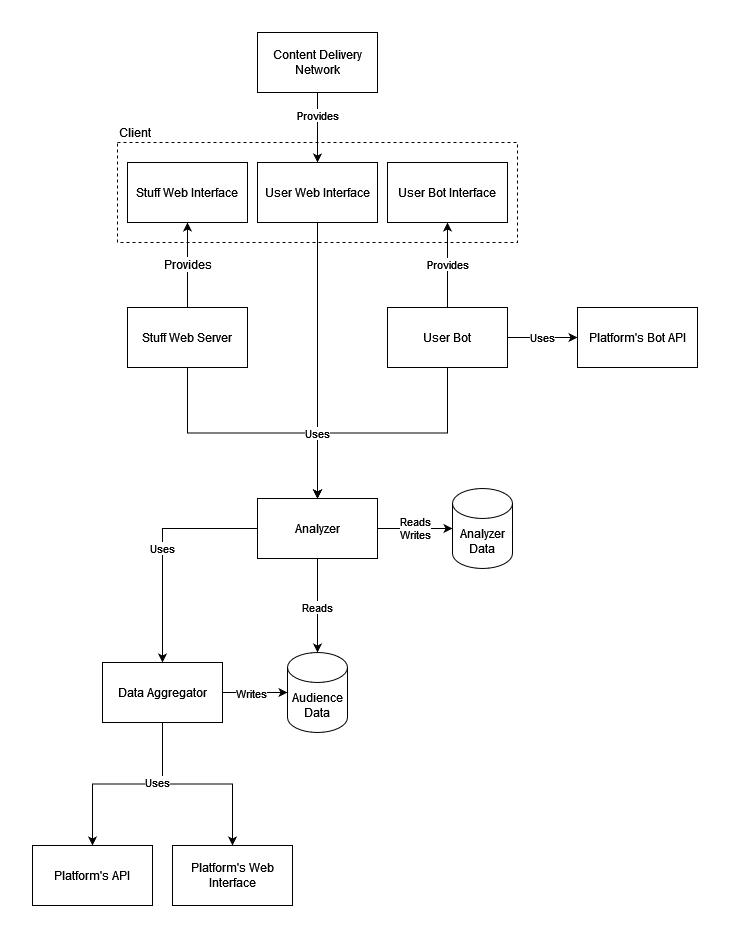 Content Delivery
Network
Provides
Client
Stuff Web Interface
User Web Interface
User Bot Interface
Provides
Provides
Stuff Web Server
User Bot
Uses
Platform's Bot API
Uses
Analyzer
Reads
Writes
Analyzer
Data
Uses
Reads
Data Aggregator
Writes
Audience
Data
Uses
Platform's API
Platform's Web
Interface